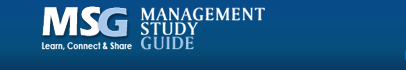 MSG
Learn, Connect & Share
MANAGEMENT
STUDY
GUIDE